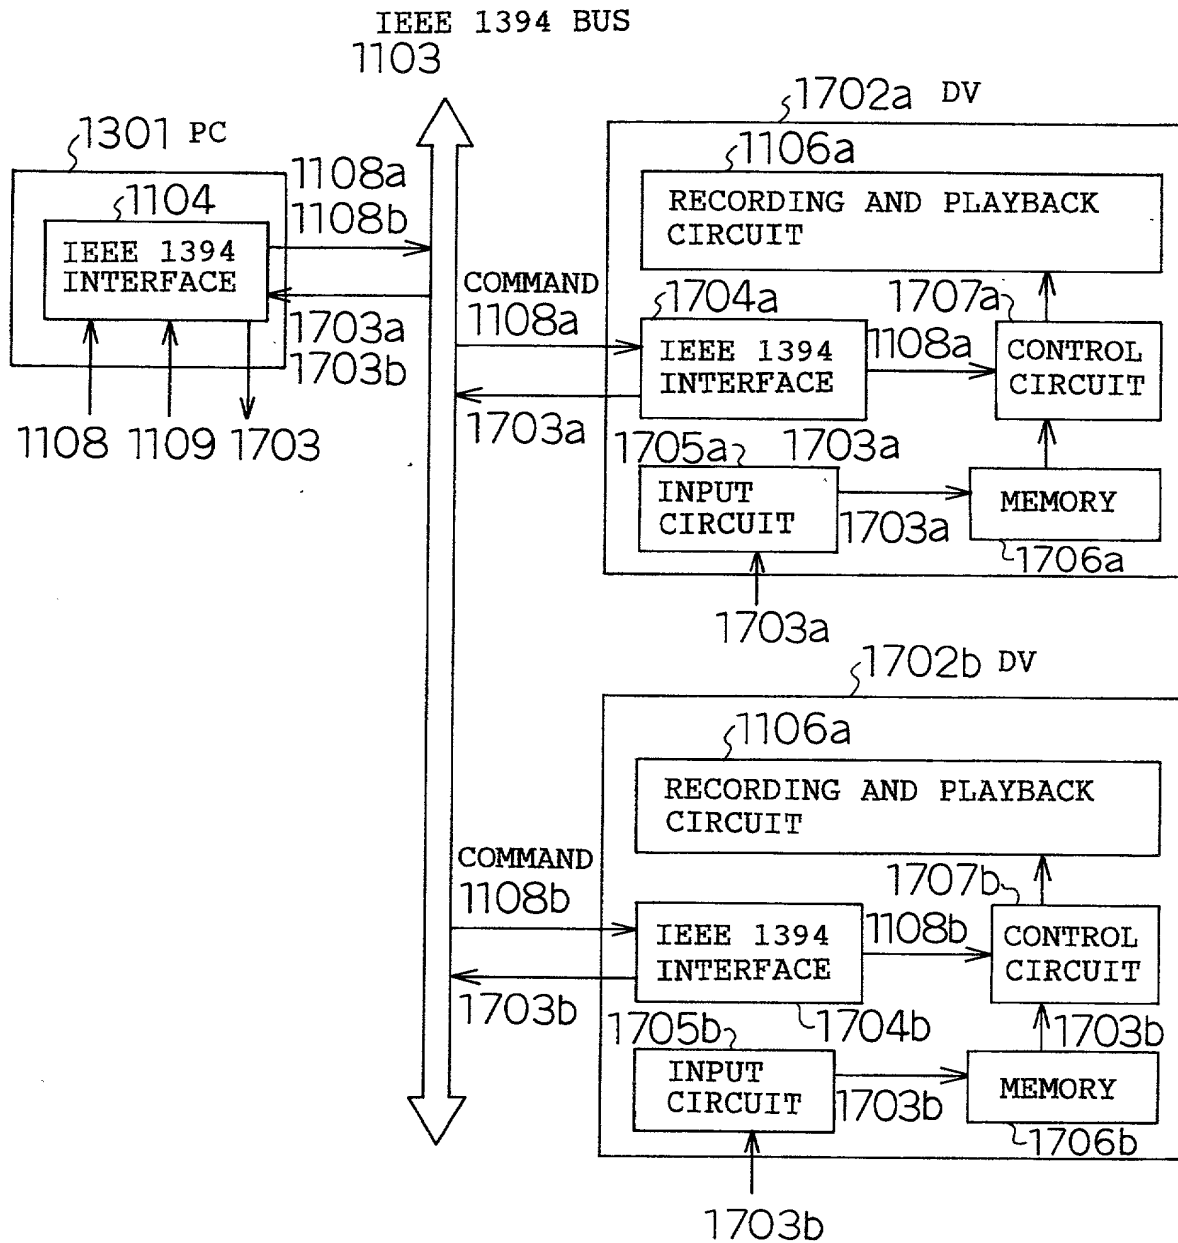 IEEE 1394 BUS
1103
1702a DV
1301 PC
1106a
1108a
RECORDING AND PLAYBACK
CIRCUIT
1104
1108b
IEEE 1394
INTERFACE
COMMAND
1108a
1704a
1707a
1703a
1703b
IEEE 1394
INTERFACE
1108a
CONTROL
CIRCUIT
1108
1109
1703
1703a
1705a
1703a
INPUT
CIRCUIT
1703a
MEMORY
1706a
1703a
1702b DV
1106a
RECORDING AND PLAYBACK
CIRCUIT
COMMAND
1108b
1707b
IEEE 1394
INTERFACE
1108b
CONTROL
CIRCUIT
1703b
1705b
1704b
1703b
INPUT
CIRCUIT
1703b
MEMORY
1706b
1703b